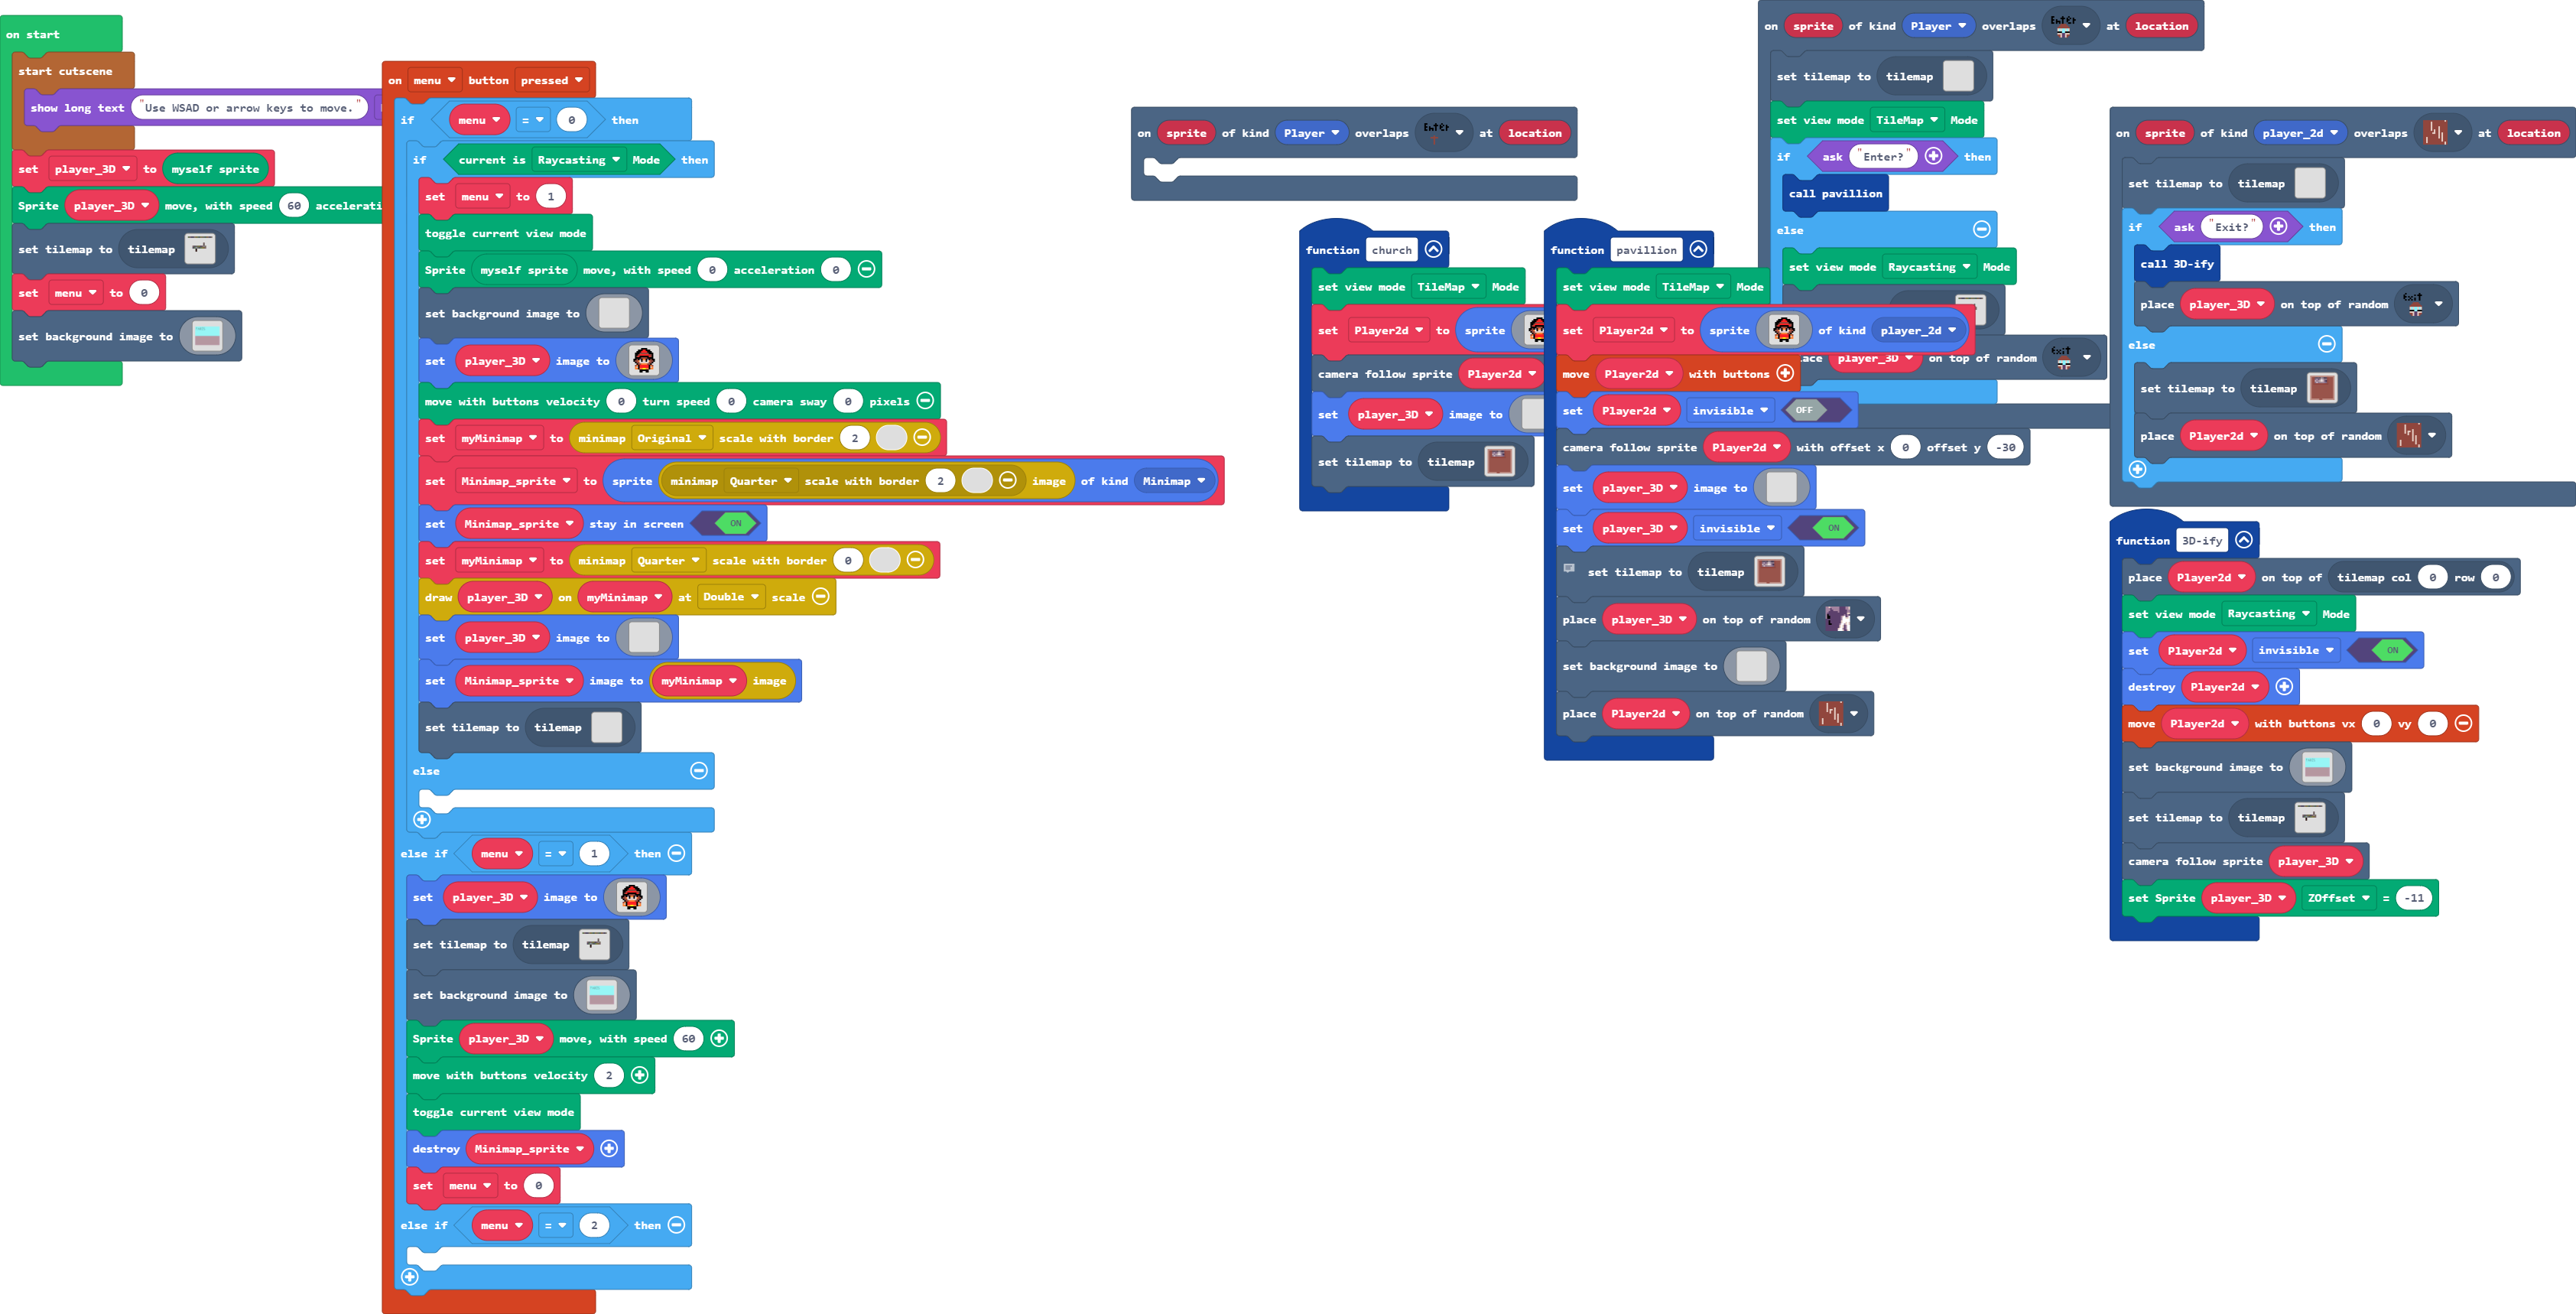 on start
start cutscene
show long text "Use WSAD or arrow keys to move."
set player_3D to myself sprite
Sprite player_3D move, with speed 60 accelerati
set tilemap to tilemap
set menu to 0
set background image to
on menu button pressed
if menu = 0 then
if current is Raycasting Mode then
set menu to 1
toggle current view mode
Sprite myself sprite move, with speed 0 acceleration 0
set background image to
set player_3D image to
move with buttons velocity 0 turn speed 0 camera sway 0 pixels
set myMinimap to minimap Original scale with border 2
set Minimap_sprite to sprite minimap Quarter scale with border 2 image of kind Minimap
set Minimap_sprite stay in screen ON
set myMinimap to minimap Quarter scale with border 0
draw player_3D on myMinimap at Double scale
set player_3D image to
set Minimap_sprite image to myMinimap image
set tilemap to tilemap
else
else if menu = 1 then
set player_3D image to
set tilemap to tilemap
set background image to
Sprite player_3D move, with speed 60
move with buttons velocity 2
toggle current view mode
destroy Minimap_sprite
set menu to 0
else if menu = 2 then
on sprite of kind Player overlaps Enter at location
function church
set view mode TileMap Mode
set Player2d to sprite
camera follow sprite Player2d
set player_3D image to
set tilemap to tilemap
function pavillion
set view mode TileMap Mode
set Player2d to sprite of kind player_2d
move Player2d with buttons
set Player2d invisible OFF
camera follow sprite Player2d with offset x 0 offset y -30
set player_3D image to
set player_3D invisible ON
set tilemap to tilemap
place player_3D on top of random
set background image to
place Player2d on top of random
on sprite of kind Player overlaps Enter at location
set tilemap to tilemap
set view mode TileMap Mode
if ask "Enter?" then
call pavillion
else
set view mode Raycasting Mode
lace player_3D on top of random Exit
on sprite of kind player_2d overlaps at location
set tilemap to tilemap
if ask "Exit?" then
call 3D-ify
place player_3D on top of random Exit
else
set tilemap to tilemap
place Player2d on top of random
function 3D-ify
place Player2d on top of tilemap col 0 row 0
set view mode Raycasting Mode
set Player2d invisible ON
destroy Player2d
move Player2d with buttons vx 0 vy 0
set background image to
set tilemap to tilemap
camera follow sprite player_3D
set Sprite player_3D ZOffset = -11